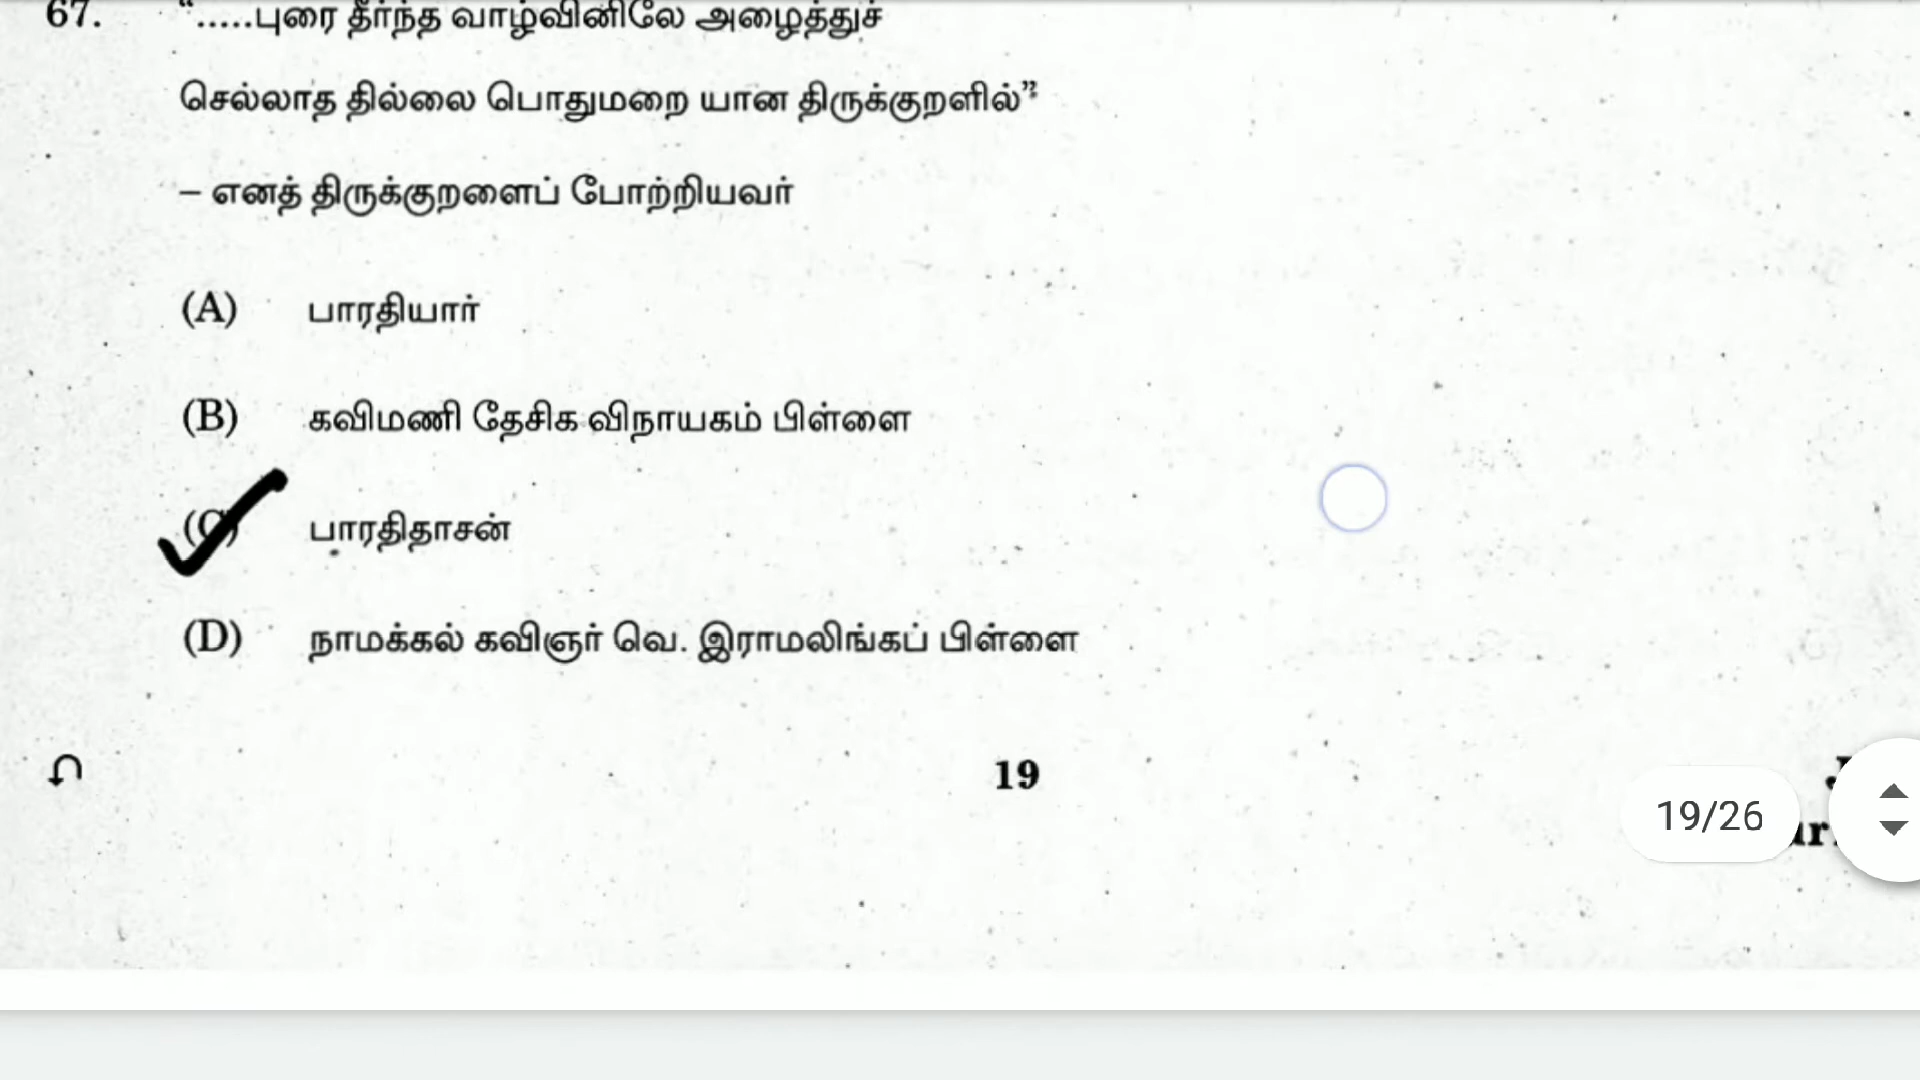 67. “.....புரை தீர்ந்த வாழ்வினிலே அழைத்துச்
செல்லாத தில்லை பொதுமறை யான திருக்குறளில்”
– எனத் திருக்குறளைப் போற்றியவர்
(A) பாரதியார்
(B) கவிமணி தேசிக விநாயகம் பிள்ளை
(C) பாரதிதாசன்
(D) நாமக்கல் கவிஞர் வெ. இராமலிங்கப் பிள்ளை
19
19/26